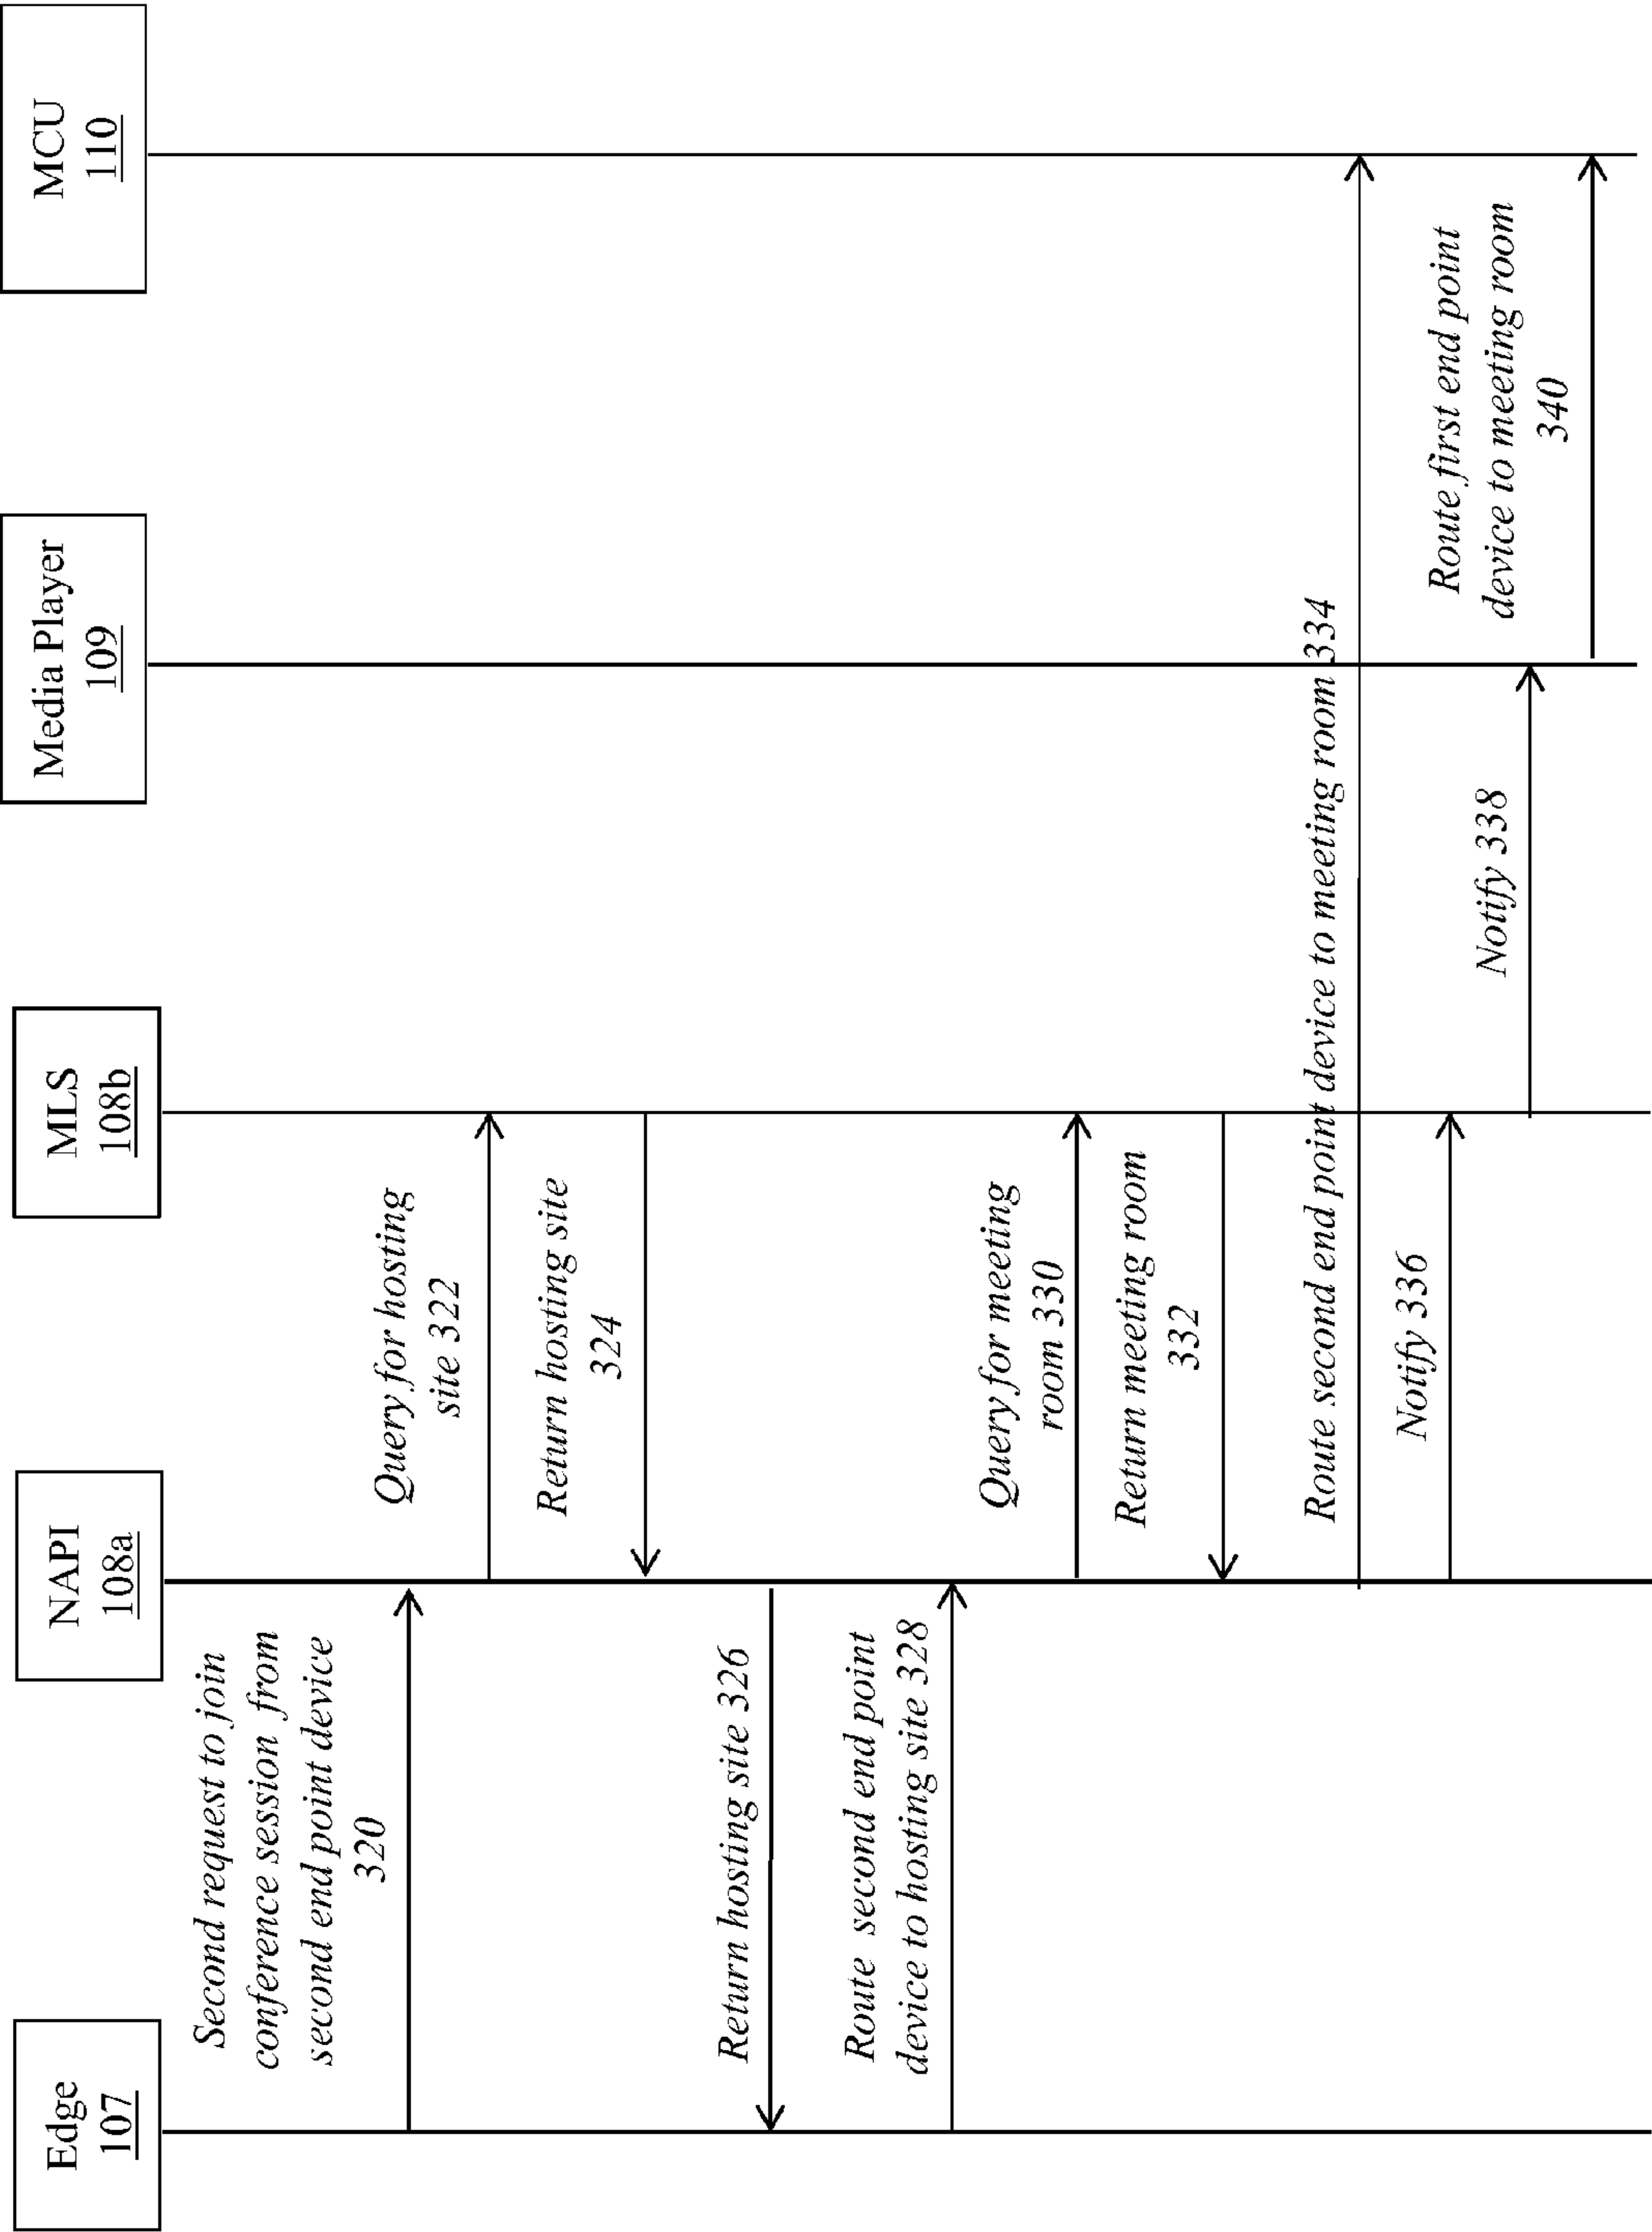 Edge
107
NAPI
108a
MLS
108b
Media Player
109
MCU
110
Second request to join
conference session from
second end point device
320
Query for hosting
site 322
Return hosting site
324
Return hosting site 326
Route second end point
device to hosting site 328
Query for meeting
room 330
Return meeting room
332
Route second end point device to meeting room 334
Notify 336
Notify 338
Route first end point
device to meeting room
340